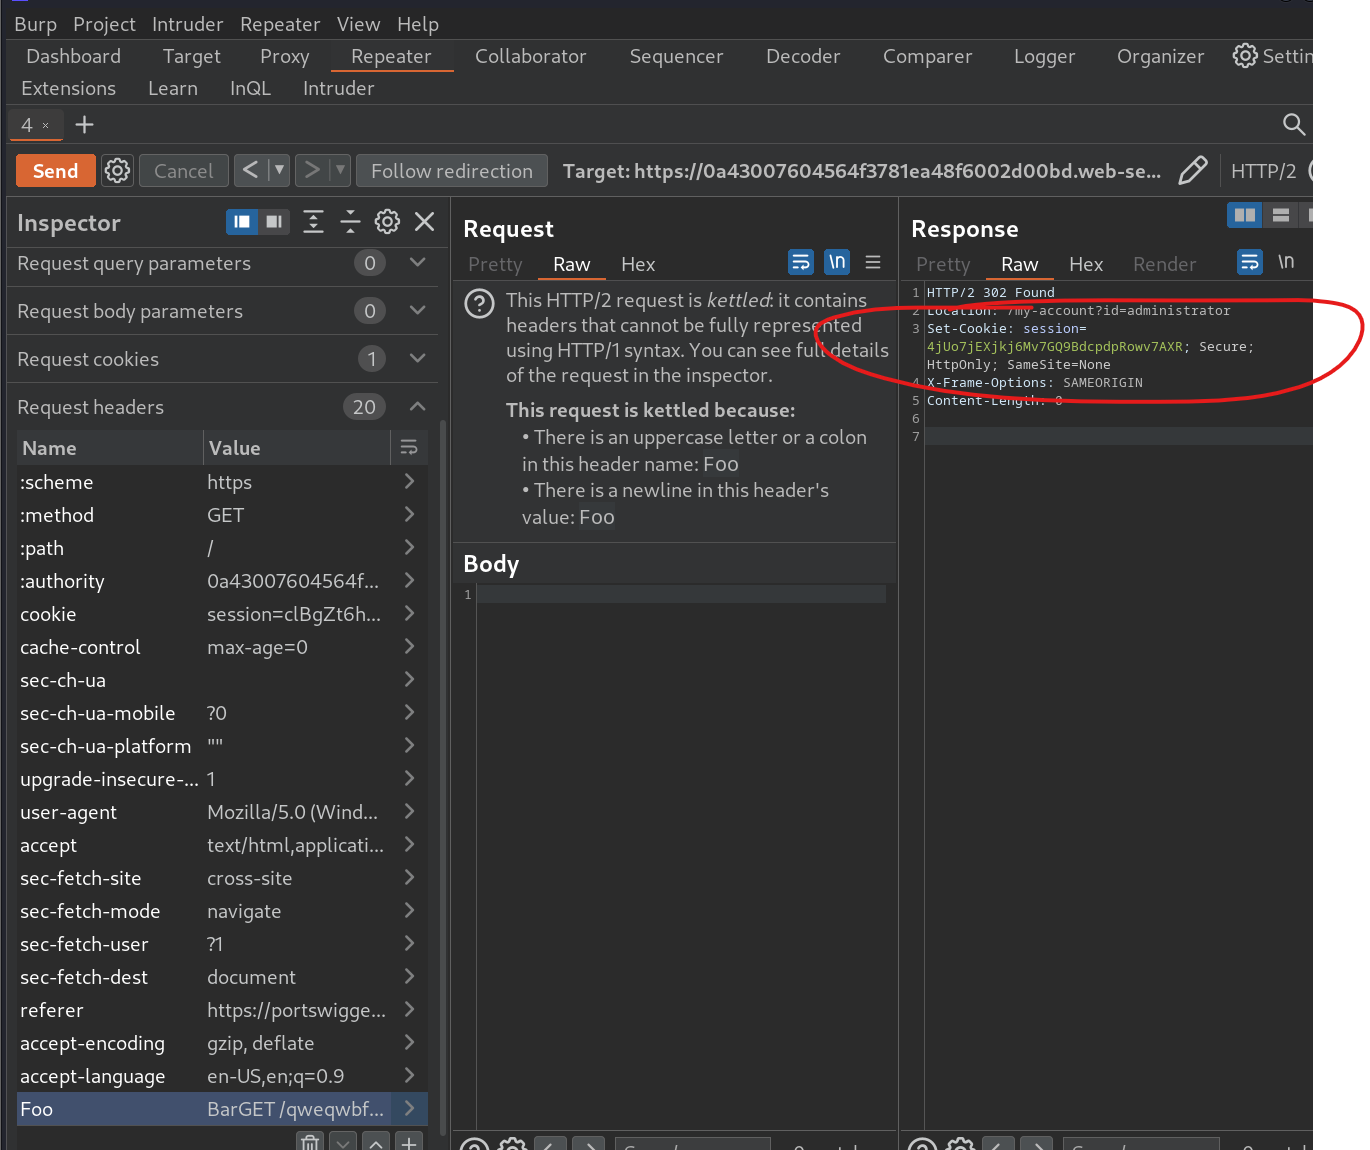 Burp Project Intruder Repeater View Help
Dashboard Target Proxy Repeater Collaborator Sequencer Decoder Comparer Logger Organizer Settin
Extensions Learn InQL Intruder
4 × +
Send Cancel < > Follow redirection Target: https://0a43007604564f3781ea48f6002d00bd.web-se... HTTP/2
Inspector
Request query parameters 0
Request body parameters 0
Request cookies 1
Request headers 20
Name Value
:scheme https
:method GET
:path /
:authority 0a43007604564f...
cookie session=clBgZt6h...
cache-control max-age=0
sec-ch-ua
sec-ch-ua-mobile ?0
sec-ch-ua-platform ""
upgrade-insecure-... 1
user-agent Mozilla/5.0 (Wind...
accept text/html,applicati...
sec-fetch-site cross-site
sec-fetch-mode navigate
sec-fetch-user ?1
sec-fetch-dest document
referer https://portswigge...
accept-encoding gzip, deflate
accept-language en-US,en;q=0.9
Foo BarGET /qweqwbf...
Request
Pretty Raw Hex \n
This HTTP/2 request is kettled: it contains
headers that cannot be fully represented
using HTTP/1 syntax. You can see full details
of the request in the inspector.
This request is kettled because:
• There is an uppercase letter or a colon
in this header name: Foo
• There is a newline in this header's
value: Foo
Body
1
Response
Pretty Raw Hex Render \n
1 HTTP/2 302 Found
2 Location: /my-account?id=administrator
3 Set-Cookie: session=
4jUo7jEXjkj6Mv7GQ9BdcpdpRowv7AXR; Secure;
HttpOnly; SameSite=None
4 X-Frame-Options: SAMEORIGIN
5 Content-Length: 0
6
7